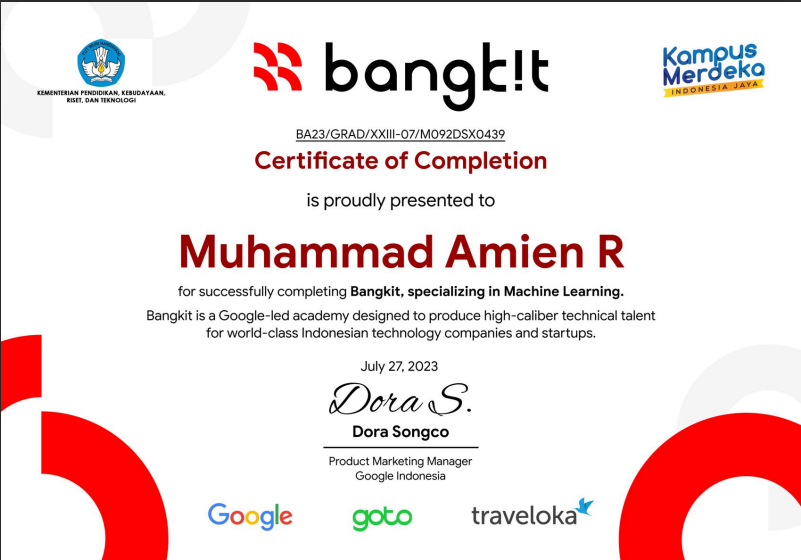 KEMENTERIAN PENDIDIKAN, KEBUDAYAAN,
RISET, DAN TEKNOLOGI
bangk!t
Kampus
Merdeka
INDONESIA JAYA
BA23/GRAD/XXIII-07/M092DSX0439
Certificate of Completion
is proudly presented to
Muhammad Amien R
for successfully completing Bangkit, specializing in Machine Learning.
Bangkit is a Google-led academy designed to produce high-caliber technical talent
for world-class Indonesian technology companies and startups.
July 27, 2023
Dora S.
Dora Songco
Product Marketing Manager
Google Indonesia
Google
goto
traveloka